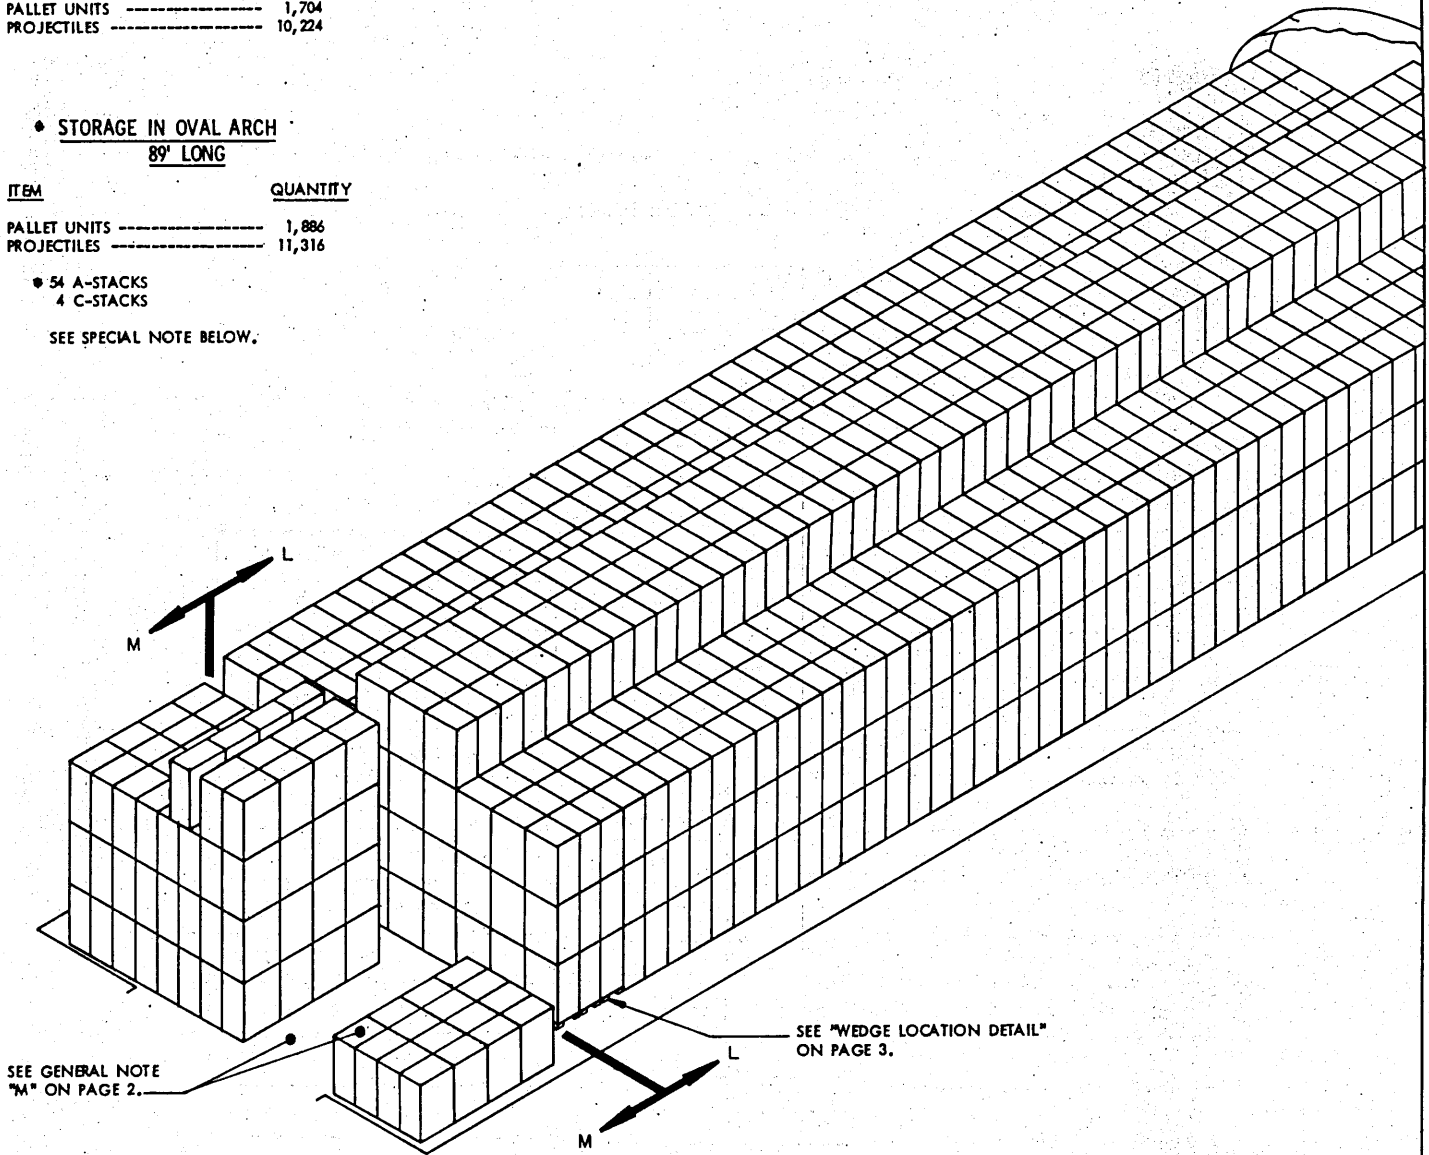 PALLET UNITS -------------------- 1,704
PROJECTILES -------------------- 10,224
• STORAGE IN OVAL ARCH
89' LONG
ITEM QUANTITY
PALLET UNITS -------------------- 1,886
PROJECTILES -------------------- 11,316
• 54 A-STACKS
4 C-STACKS
SEE SPECIAL NOTE BELOW.
L
M
SEE GENERAL NOTE
"M" ON PAGE 2.
SEE "WEDGE LOCATION DETAIL"
ON PAGE 3.
L
M